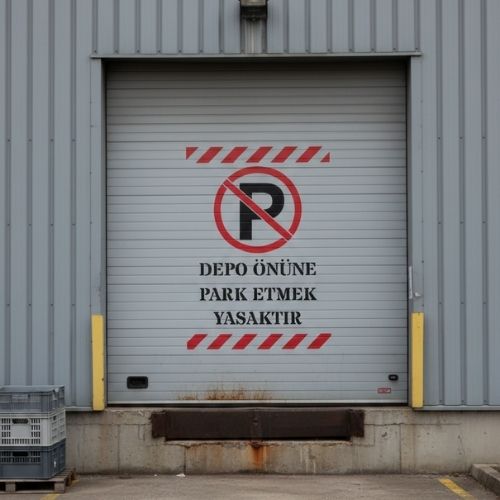 P
DEPO ÖNÜNE
PARK ETMEK
YASAKTIR